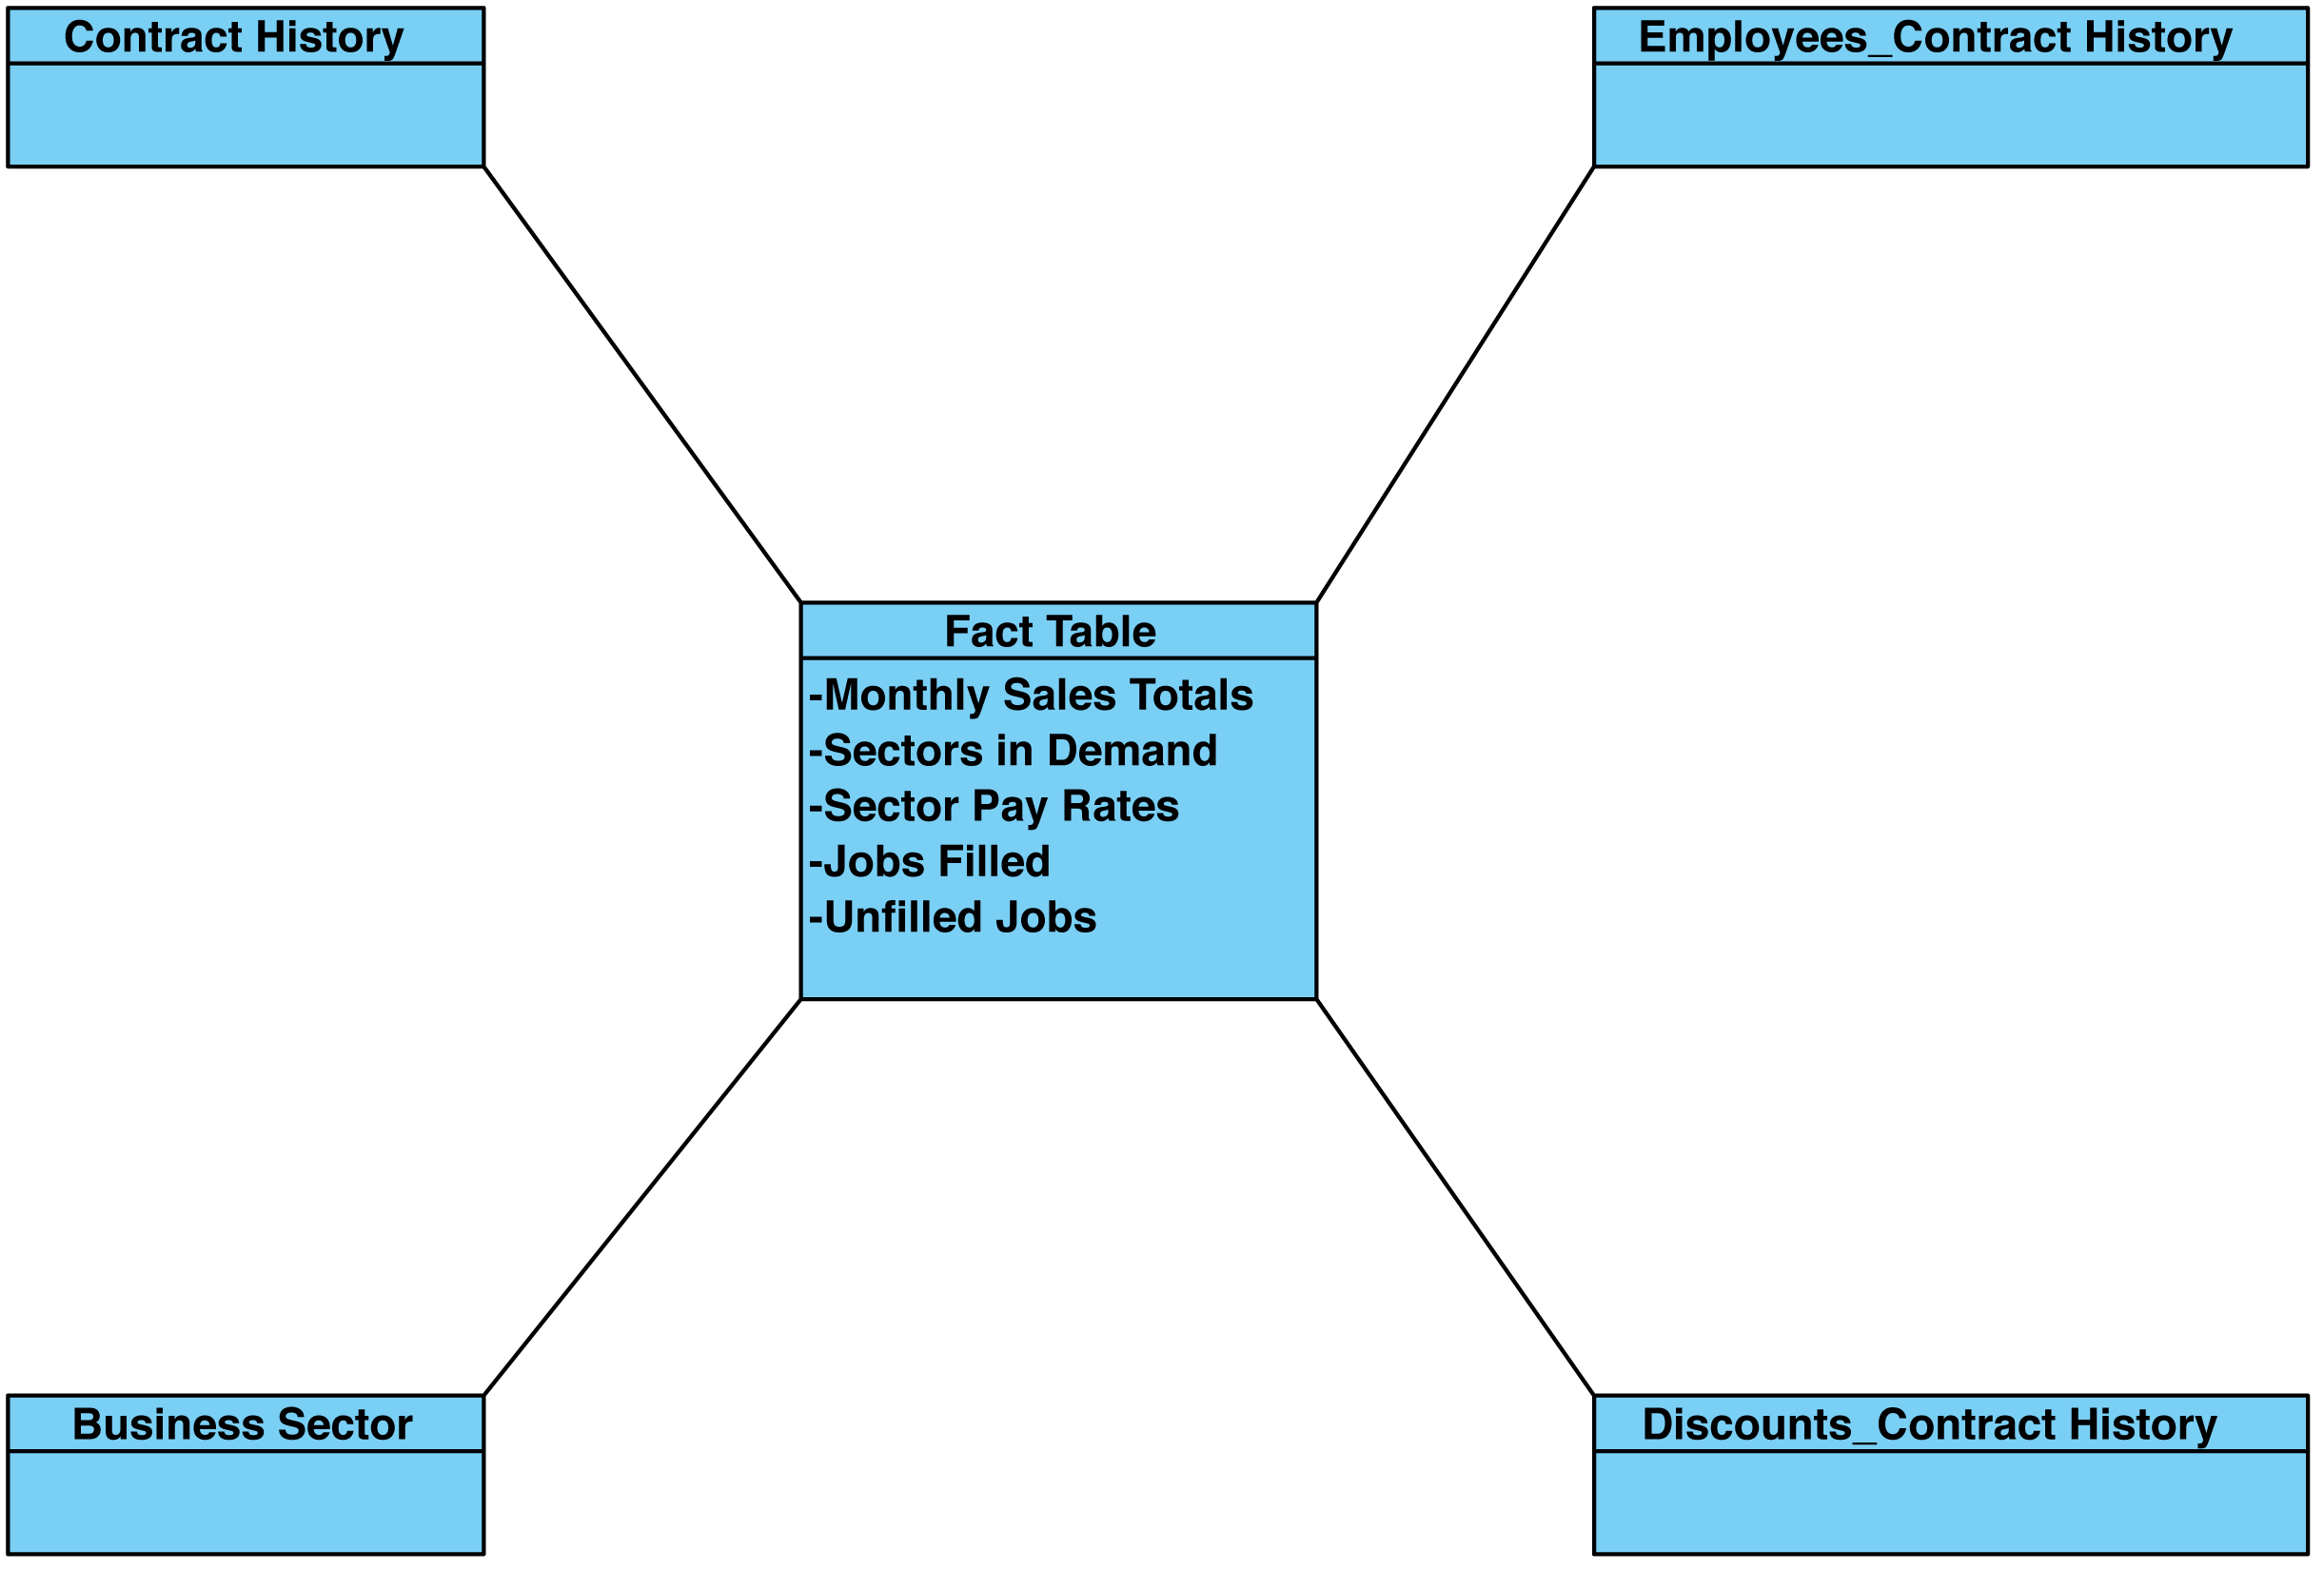 Contract History
Employees_Contract History
Fact Table
-Monthly Sales Totals
-Sectors in Demand
-Sector Pay Rates
-Jobs Filled
-Unfilled Jobs
Business Sector
Discounts_Contract History